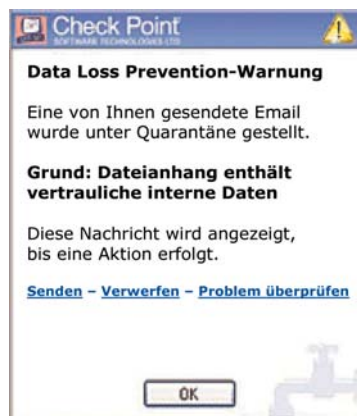 Check Point
SOFTWARE TECHNOLOGIES LTD
Data Loss Prevention-Warnung
Eine von Ihnen gesendete Email
wurde unter Quarantäne gestellt.
Grund: Dateianhang enthält
vertrauliche interne Daten
Diese Nachricht wird angezeigt,
bis eine Aktion erfolgt.
Senden – Verwerfen – Problem überprüfen
OK